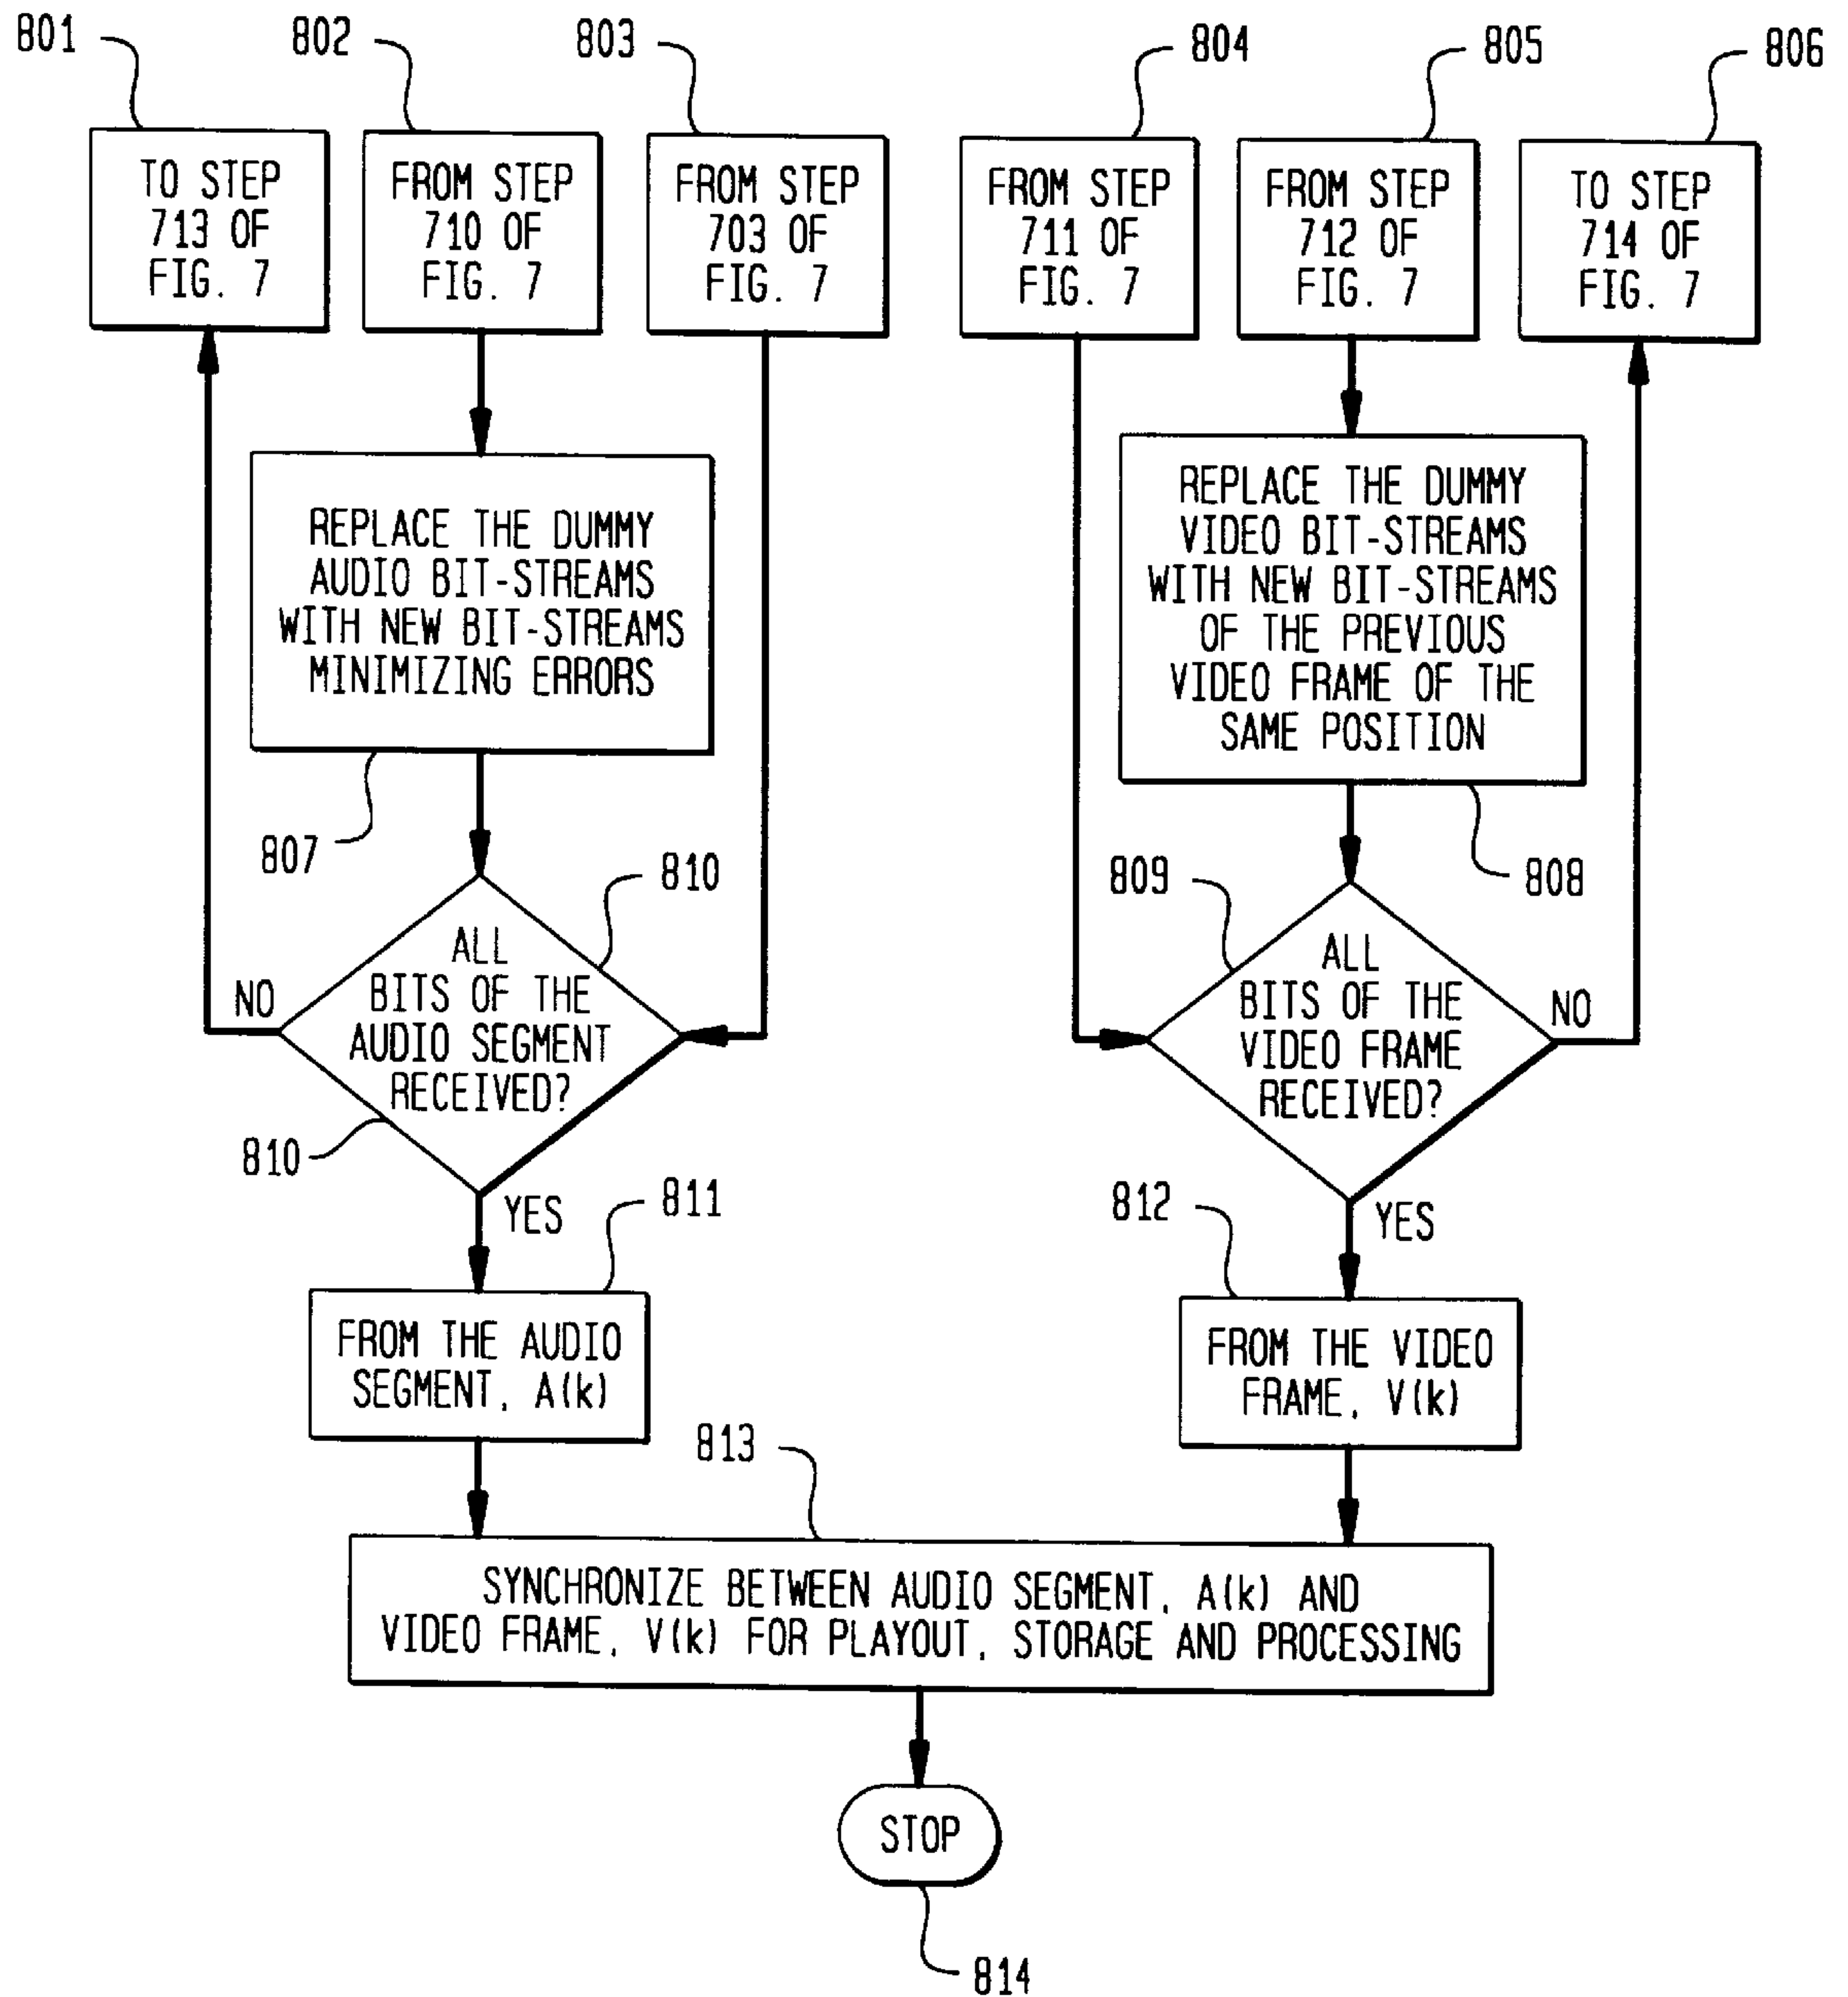 801
802
803
804
805
806
TO STEP
713 OF
FIG. 7
FROM STEP
710 OF
FIG. 7
FROM STEP
703 OF
FIG. 7
FROM STEP
711 OF
FIG. 7
FROM STEP
712 OF
FIG. 7
TO STEP
714 OF
FIG. 7
REPLACE THE DUMMY
AUDIO BIT-STREAMS
WITH NEW BIT-STREAMS
MINIMIZING ERRORS
807
REPLACE THE DUMMY
VIDEO BIT-STREAMS
WITH NEW BIT-STREAMS
OF THE PREVIOUS
VIDEO FRAME OF THE
SAME POSITION
808
810
ALL
BITS OF THE
AUDIO SEGMENT
RECEIVED?
NO
810
YES
809
ALL
BITS OF THE
VIDEO FRAME
RECEIVED?
NO
YES
811
FROM THE AUDIO
SEGMENT, A(k)
812
FROM THE VIDEO
FRAME, V(k)
813
SYNCHRONIZE BETWEEN AUDIO SEGMENT, A(k) AND
VIDEO FRAME, V(k) FOR PLAYOUT, STORAGE AND PROCESSING
STOP
814